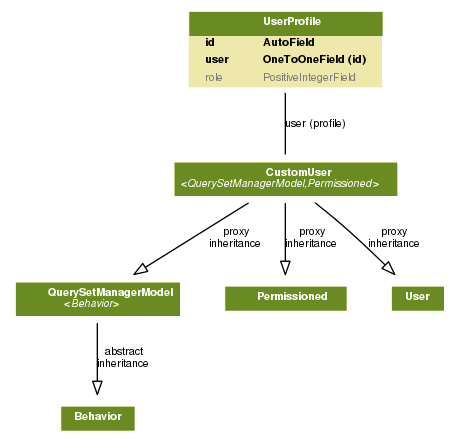 UserProfile
id AutoField
user OneToOneField (id)
role PositiveIntegerField
user (profile)
CustomUser
<QuerySetManagerModel,Permissioned>
proxy
inheritance
proxy
inheritance
proxy
inheritance
QuerySetManagerModel
<Behavior>
Permissioned
User
abstract
inheritance
Behavior